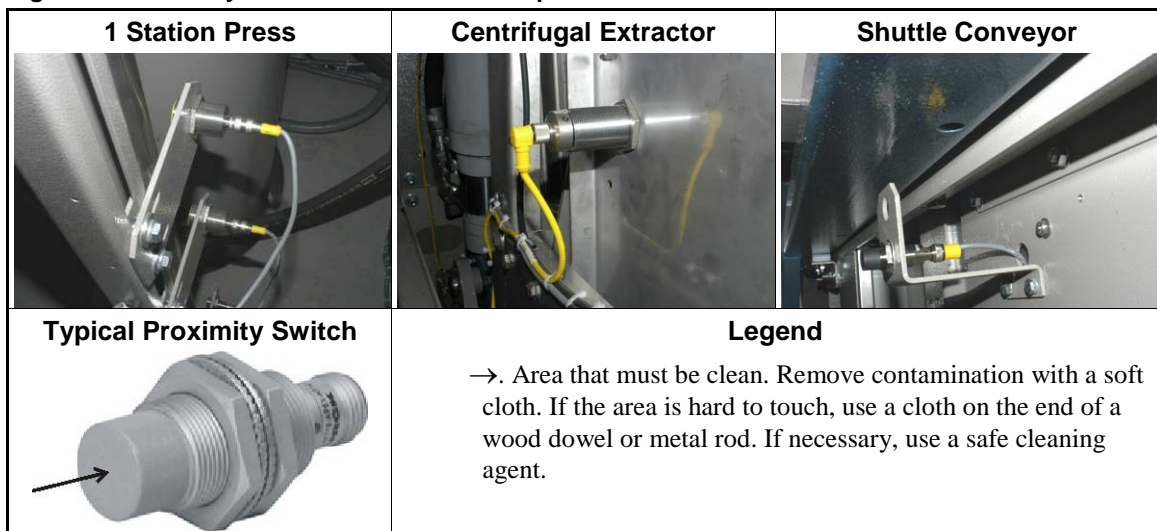 1 Station Press
Centrifugal Extractor
Shuttle Conveyor
Typical Proximity Switch
Legend
→. Area that must be clean. Remove contamination with a soft
cloth. If the area is hard to touch, use a cloth on the end of a
wood dowel or metal rod. If necessary, use a safe cleaning
agent.